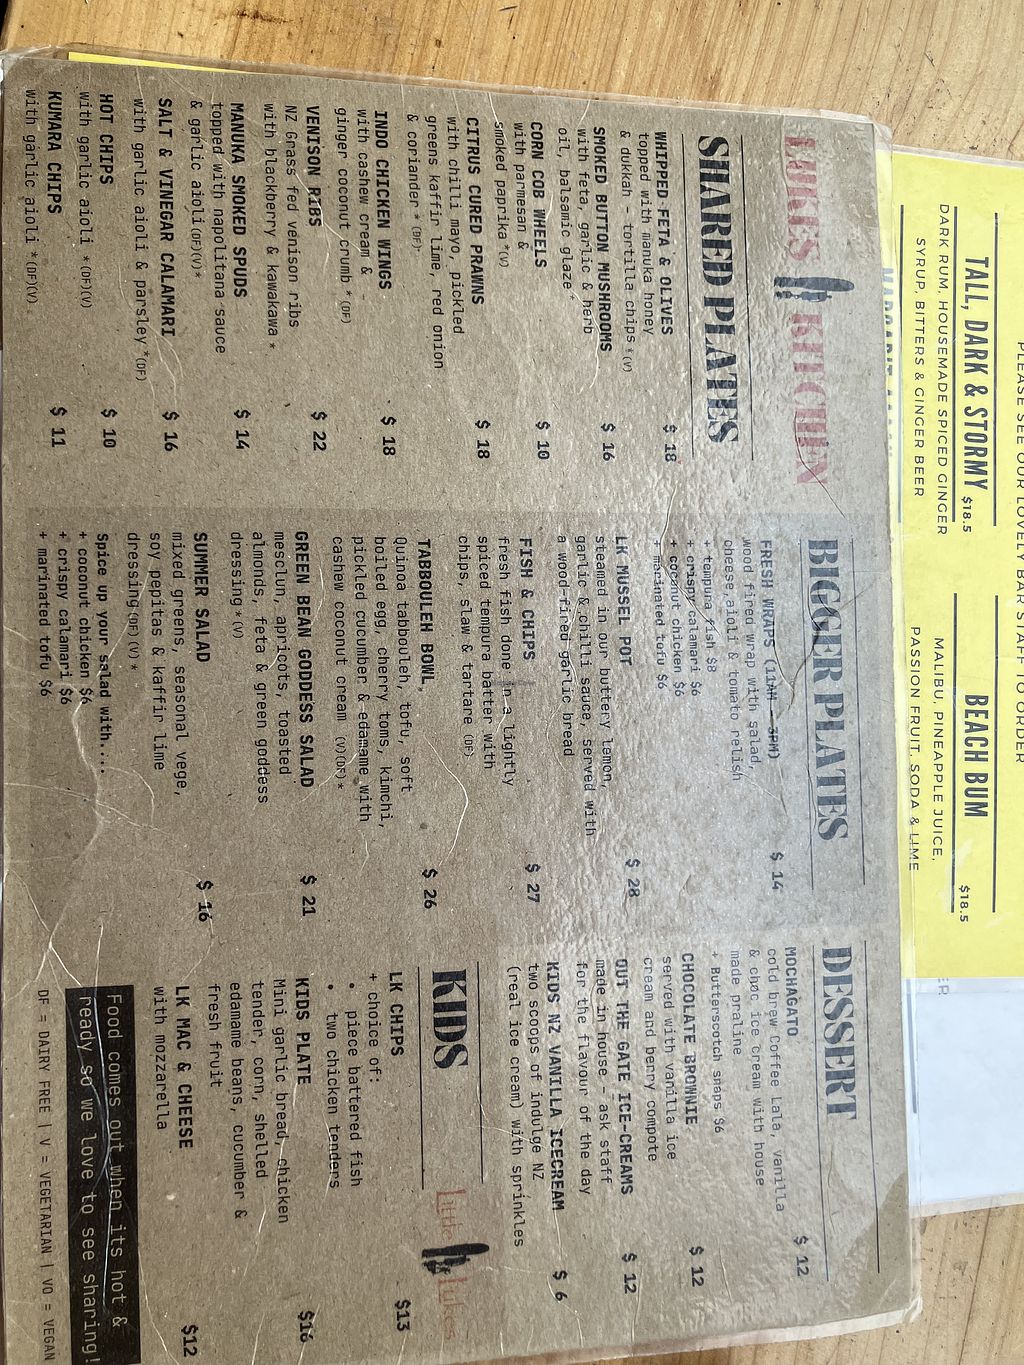 LUKES KITCHEN
SHARED PLATES
WHIPPED FETA & OLIVES $ 18
topped with manuka honey
& dukkah - tortilla chips *(V)
SMOKED BUTTON MUSHROOMS $ 16
with feta, garlic & herb
oil, balsamic glaze *
CORN COB WHEELS $ 10
with parmesan &
smoked paprika *(V)
CITRUS CURED PRAWNS $ 18
with chilli mayo, pickled
greens kaffir lime, red onion
& coriander *(DF)
INDO CHICKEN WINGS $ 18
with cashew cream &
ginger coconut crumb *(DF)
VENISON RIBS $ 22
NZ Grass fed venison ribs
with blackberry & kawakawa *
MANUKA SMOKED SPUDS $ 14
topped with napolitana sauce
& garlic aioli(DF)(V)*
SALT & VINEGAR CALAMARI $ 16
with garlic aioli & parsley *(DF)
HOT CHIPS $ 10
with garlic aioli *(DF)(V)
KUMARA CHIPS $ 11
with garlic aioli *(DF)(V)
BIGGER PLATES
FRESH WRAPS (11AM - 3PM) $ 14
wood fired wrap with salad,
cheese, aioli & tomato relish
+ tempura fish $8
+ crispy calamari $6
+ coconut chicken $6
+ marinated tofu $6
LK MUSSEL POT $ 28
steamed in our buttery lemon,
garlic & chilli sauce, served with
a wood-fired garlic bread
FISH & CHIPS $ 27
fresh fish done in a lightly
spiced tempura batter with
chips, slaw & tartare (DF)
TABBOULEH BOWL $ 26
Quinoa tabbouleh, tofu, soft
boiled egg, cherry toms, kimchi,
pickled cucumber & edamame with
cashew coconut cream (V)(DF)*
GREEN BEAN GODDESS SALAD $ 21
mesclun, apricots, toasted
almonds, feta & green goddess
dressing *(V)
SUMMER SALAD $ 16
mixed greens, seasonal vege,
soy pepitas & kaffir lime
dressing(DF)(V)*
Spice up your salad with....
+ coconut chicken $6
+ crispy calamari $6
+ marinated tofu $6
DESSERT
MOCHAGATO $ 12
cold brew Coffee Lala, vanilla
& choc ice cream with house
made praline
+ Butterscotch snaps $6
CHOCOLATE BROWNIE $ 12
served with vanilla ice
cream and berry compote
OUT THE GATE ICE-CREAMS $ 12
made in house - ask staff
for the flavour of the day
KIDS NZ VANILLA ICECREAM $ 6
two scoops of indulge NZ
(real ice cream) with sprinkles
KIDS
Little Lukes
LK CHIPS $13
+ choice of:
• piece battered fish
• two chicken tenders
KIDS PLATE $16
Mini garlic bread, chicken
tender, corn, shelled
edamame beans, cucumber &
fresh fruit
LK MAC & CHEESE $12
with mozzarella
Food comes out when its hot &
ready so we love to see sharing!
DF = DAIRY FREE | V = VEGETARIAN | VO = VEGAN
PLEASE SEE OUR LOVELY BAR STAFF TO ORDER
TALL, DARK & STORMY $18.5
DARK RUM, HOUSEMADE SPICED GINGER
SYRUP, BITTERS & GINGER BEER
BEACH BUM $18.5
MALIBU, PINEAPPLE JUICE,
PASSION FRUIT, SODA & LIME